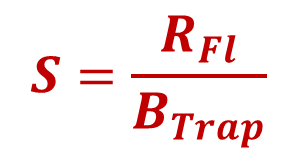 S = R_Fl / B_Trap